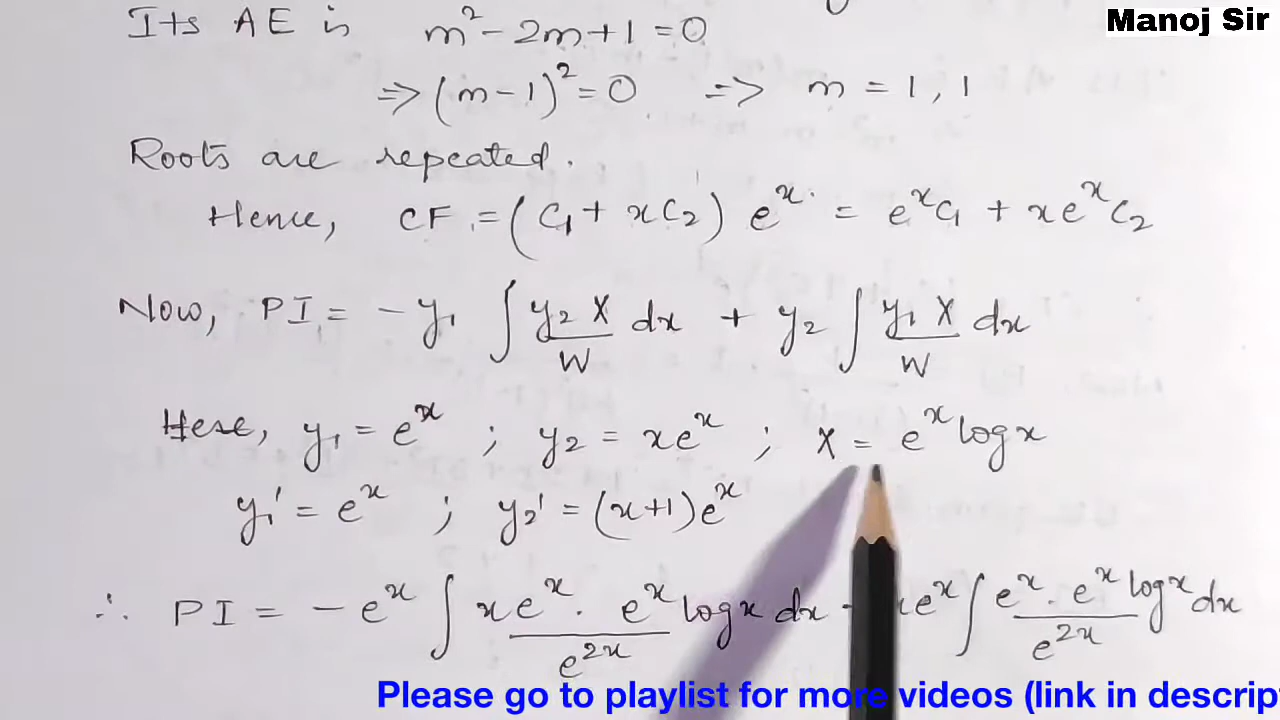 Manoj Sir
Its AE is m² - 2m + 1 = 0
=> (m - 1)² = 0 => m = 1, 1
Roots are repeated.
Hence, CF = (C₁ + xC₂) eˣ = eˣC₁ + xeˣC₂
Now, PI = - y₁ ∫ y₂ X / W dx + y₂ ∫ y₁ X / W dx
Here, y₁ = eˣ ; y₂ = xeˣ ; X = eˣ log x
y₁' = eˣ ; y₂' = (x+1)eˣ
∴ PI = - eˣ ∫ xeˣ · eˣ / e²ˣ log x dx xeˣ ∫ eˣ · eˣ / e²ˣ log x dx
Please go to playlist for more videos (link in descrip